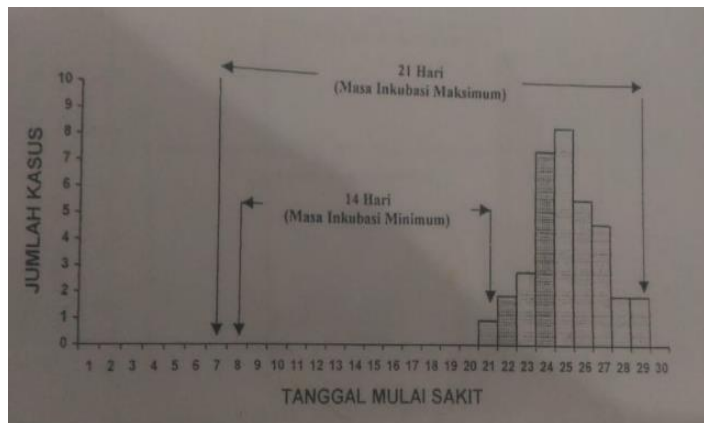 21 Hari
(Masa Inkubasi Maksimum)
14 Hari
(Masa Inkubasi Minimum)
JUMLAH KASUS
10
9
8
7
6
5
4
3
2
1
0
1 2 3 4 5 6 7 8 9 10 11 12 13 14 15 16 17 18 19 20 21 22 23 24 25 26 27 28 29 30
TANGGAL MULAI SAKIT